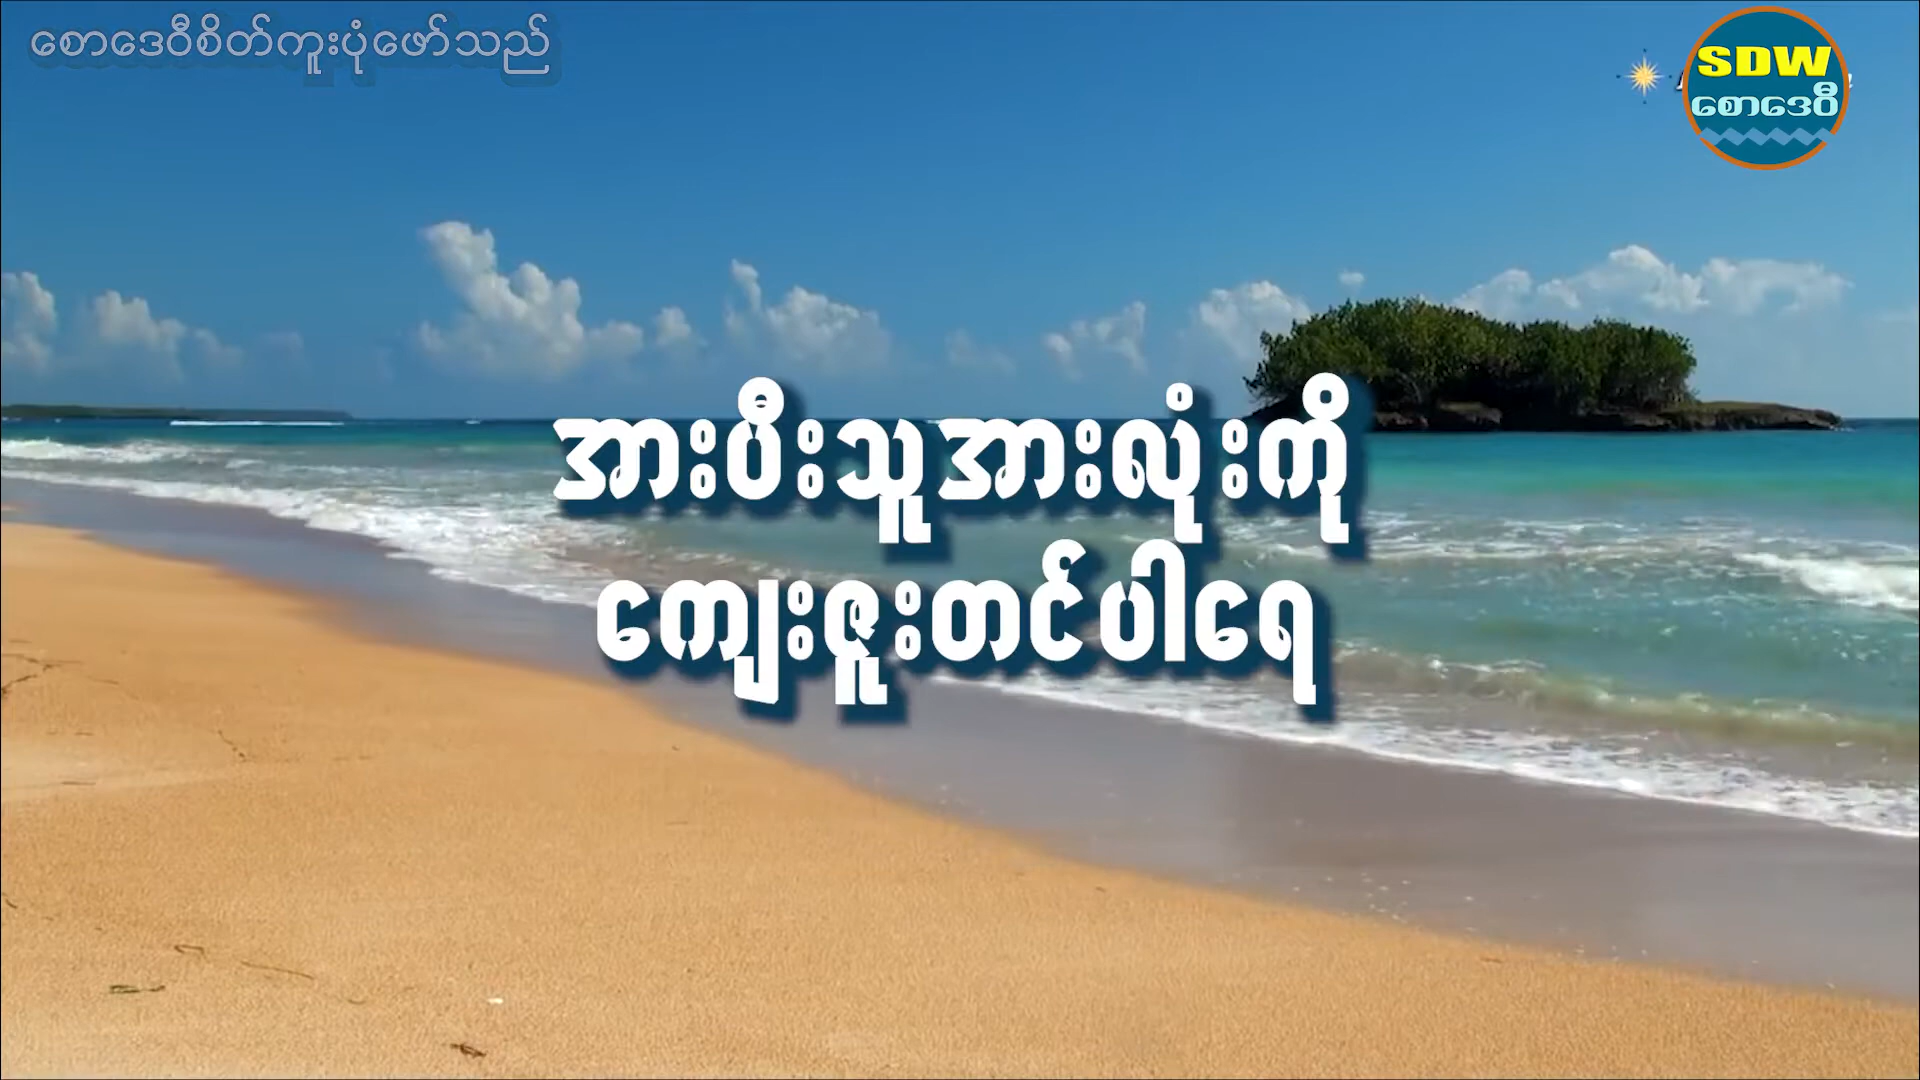 စောဒေဝီစိတ်ကူးပုံဖော်သည်
SDW
စောဒေဝီ
အားပီးသူအားလုံးကို
ကျေးဇူးတင်ပါရေ